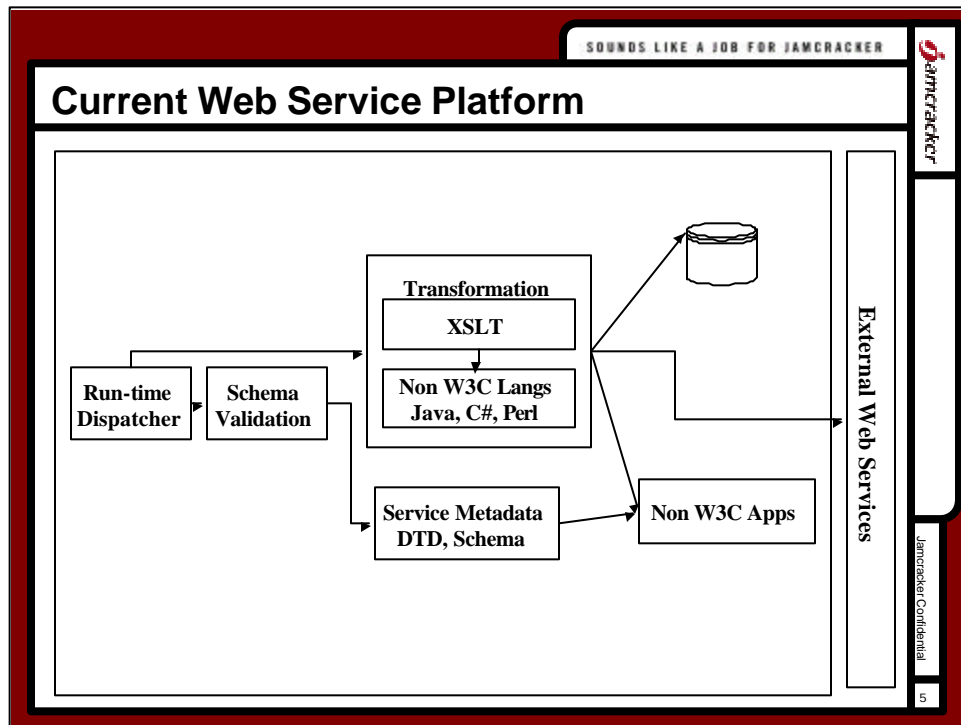 SOUNDS LIKE A JOB FOR JAMCRACKER
Jamcracker
Current Web Service Platform
Transformation
XSLT
Non W3C Langs
Java, C#, Perl
Run-time
Dispatcher
Schema
Validation
Service Metadata
DTD, Schema
Non W3C Apps
External Web Services
Jamcracker Confidential
5